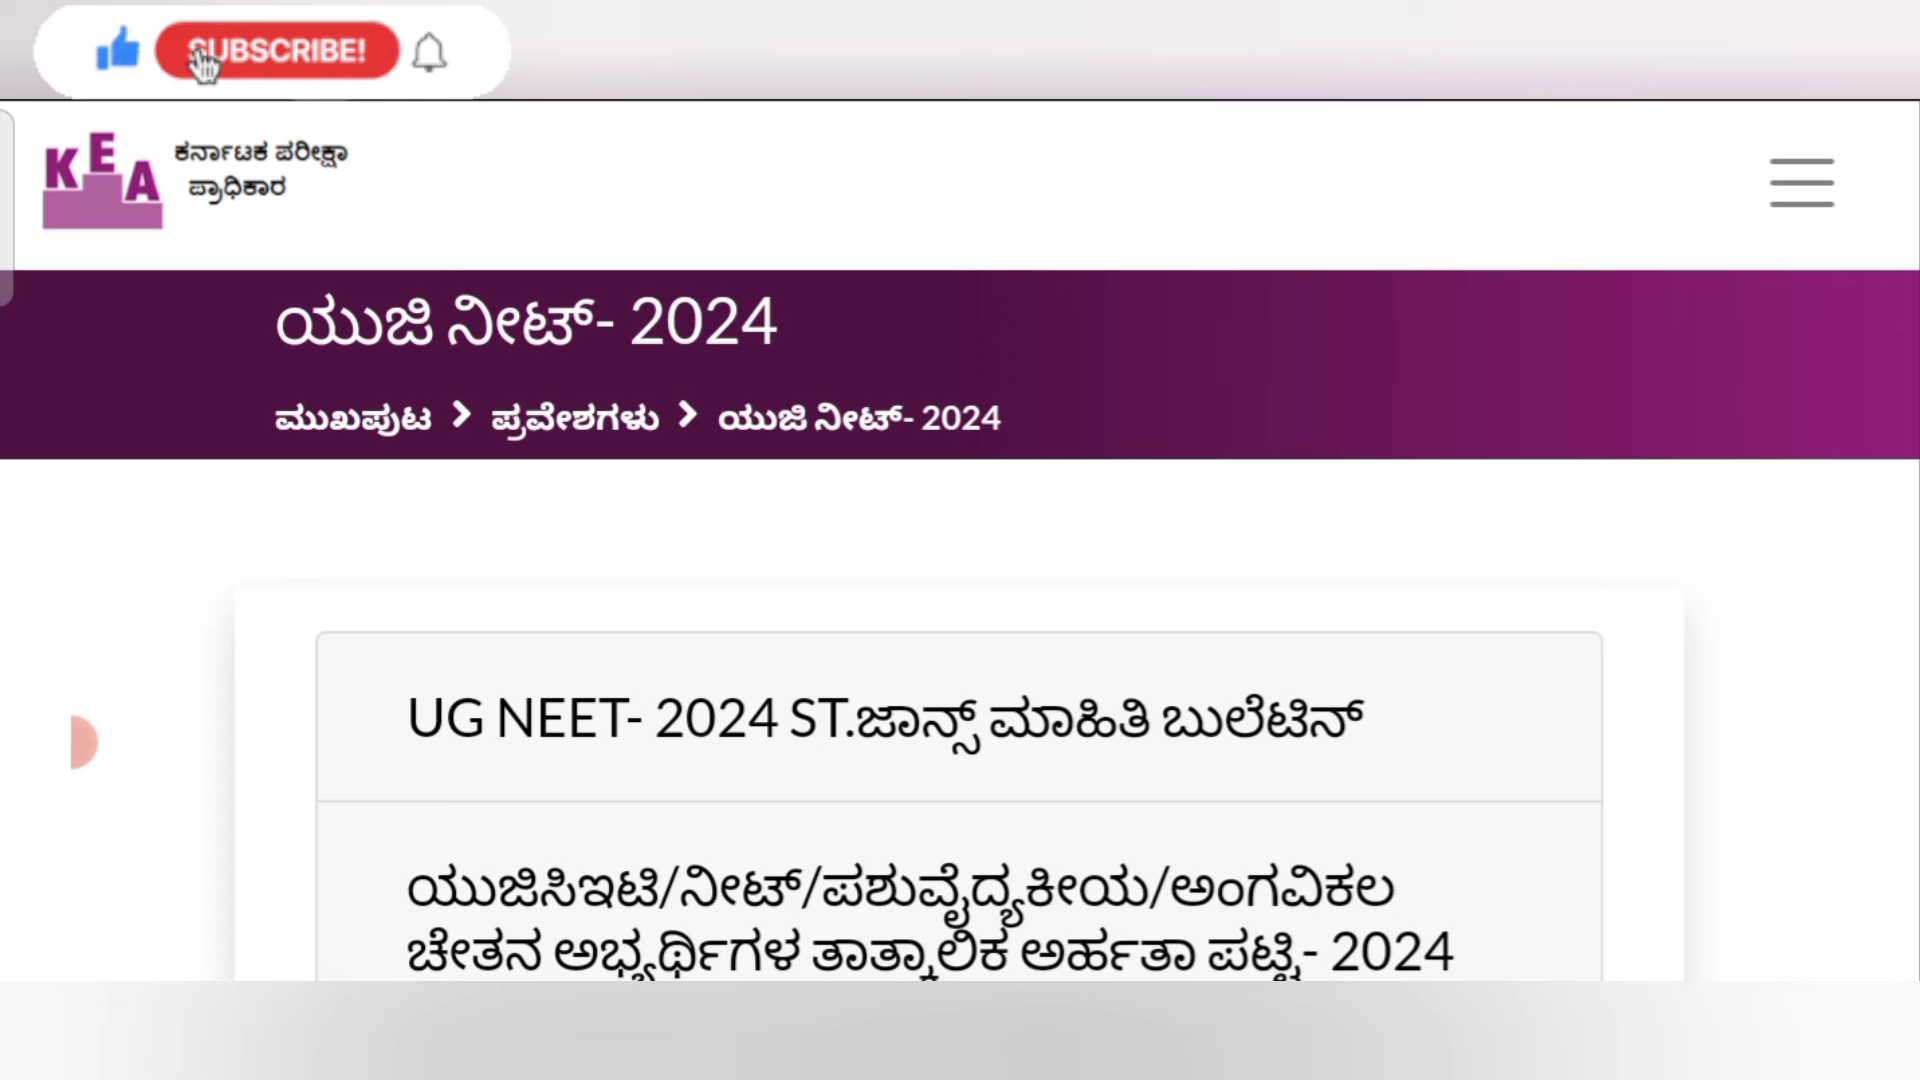 SUBSCRIBE!
KEA
ಕರ್ನಾಟಕ ಪರೀಕ್ಷಾ
ಪ್ರಾಧಿಕಾರ
ಯುಜಿ ನೀಟ್- 2024
ಮುಖಪುಟ > ಪ್ರವೇಶಗಳು > ಯುಜಿ ನೀಟ್- 2024
UG NEET- 2024 ST.ಜಾನ್ಸ್ ಮಾಹಿತಿ ಬುಲೆಟಿನ್
ಯುಜಿಸಿಇಟಿ/ನೀಟ್/ಪಶುವೈದ್ಯಕೀಯ/ಅಂಗವಿಕಲ
ಚೇತನ ಅಭ್ಯರ್ಥಿಗಳ ತಾತ್ಕಾಲಿಕ ಅರ್ಹತಾ ಪಟ್ಟಿ- 2024